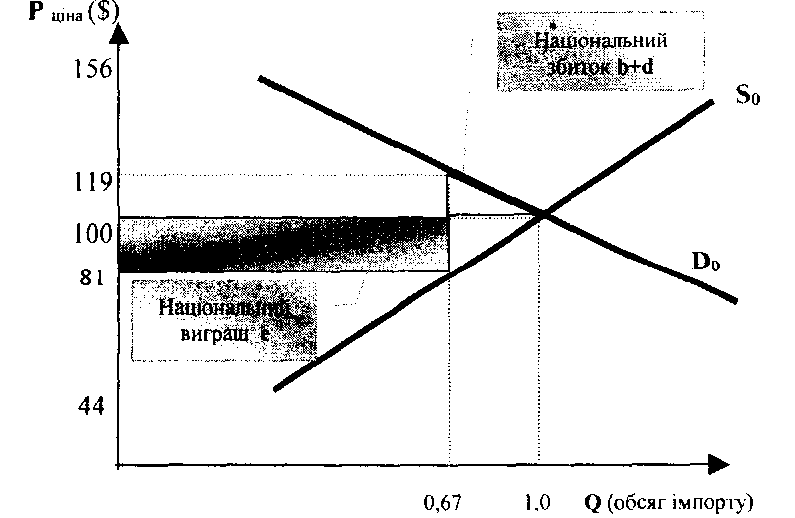 P ціна ($)
156
Національний
збиток b+d
S₀
119
100
D₀
81
Національний
виграш e
44
0,67 1,0 Q (обсяг імпорту)